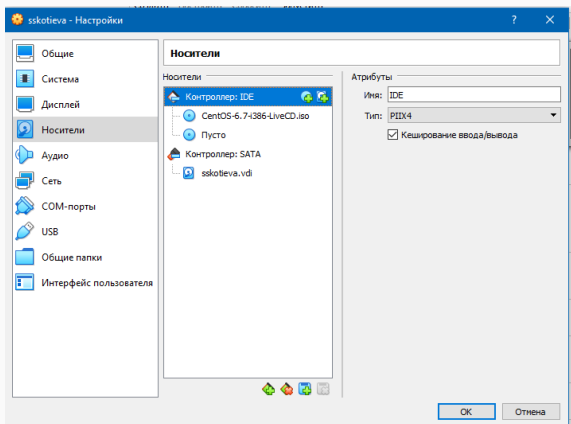 sskotieva - Настройки
Общие
Система
Дисплей
Носители
Аудио
Сеть
COM-порты
USB
Общие папки
Интерфейс пользователя
Носители
Носители
Контроллер: IDE
CentOS-6.7-i386-LiveCD.iso
Пусто
Контроллер: SATA
sskotieva.vdi
Атрибуты
Имя: IDE
Тип: PIIX4
Кеширование ввода/вывода
OK Отмена